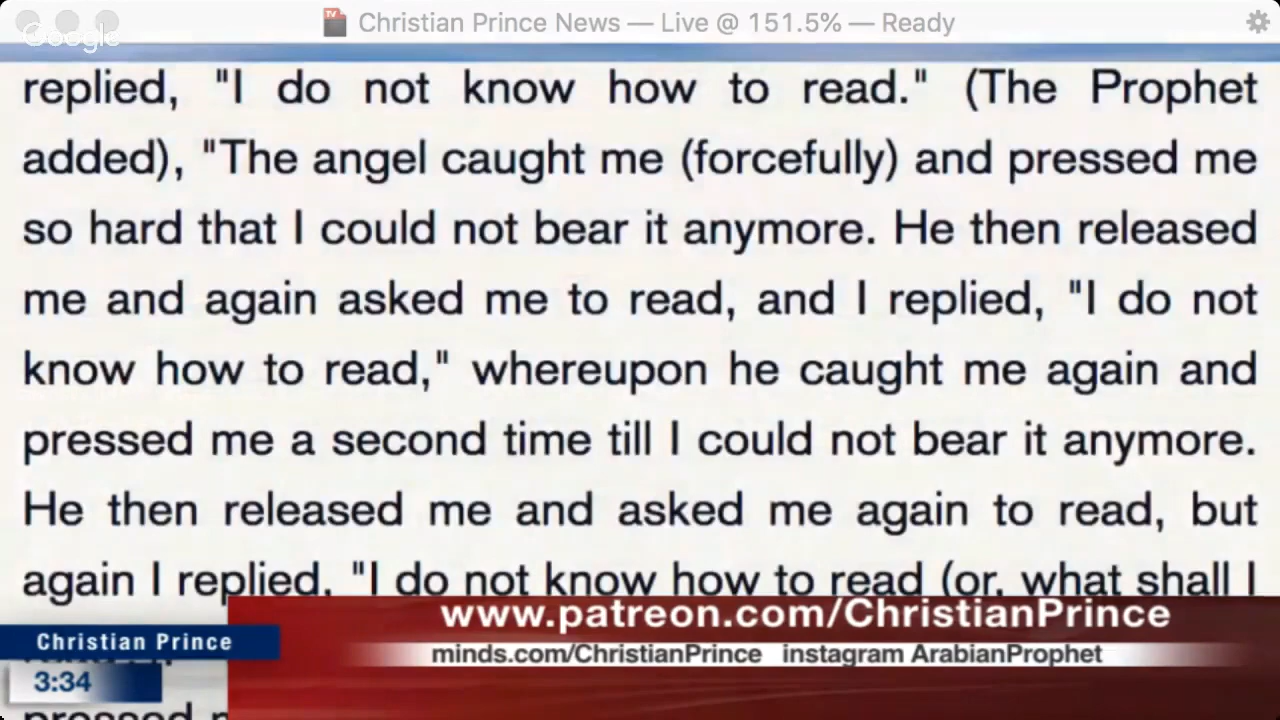 Christian Prince News — Live @ 151.5% — Ready
Google
replied, "I do not know how to read." (The Prophet
added), "The angel caught me (forcefully) and pressed me
so hard that I could not bear it anymore. He then released
me and again asked me to read, and I replied, "I do not
know how to read," whereupon he caught me again and
pressed me a second time till I could not bear it anymore.
He then released me and asked me again to read, but
again I replied, "I do not know how to read (or, what shall I
www.patreon.com/ChristianPrince
Christian Prince
minds.com/ChristianPrince instagram ArabianProphet
3:34
pressed